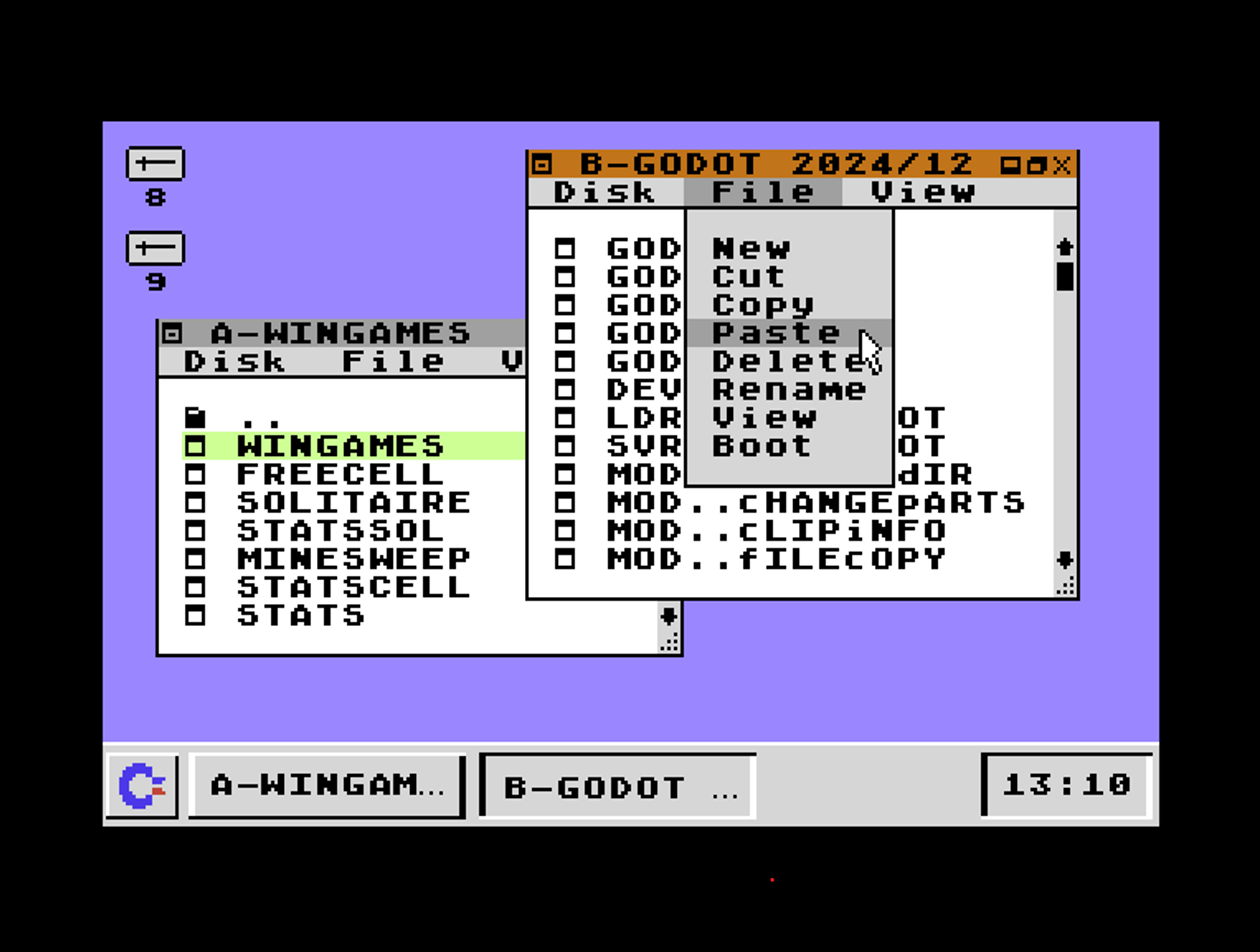 8
9
B-GODOT 2024/12
Disk File View
New
Cut
Copy
Paste
Delete
Rename
View
Boot
GOD
GOD
GOD
GOD
GOD
DEV
LDR OT
SVR OT
MOD dIR
MOD..cHANGEpARTS
MOD..cLIPiNFO
MOD..fILEcOPY
A-WINGAMES
Disk File V
..
WINGAMES
FREECELL
SOLITAIRE
STATSSOL
MINESWEEP
STATSCELL
STATS
A-WINGAM...
B-GODOT ...
13:10